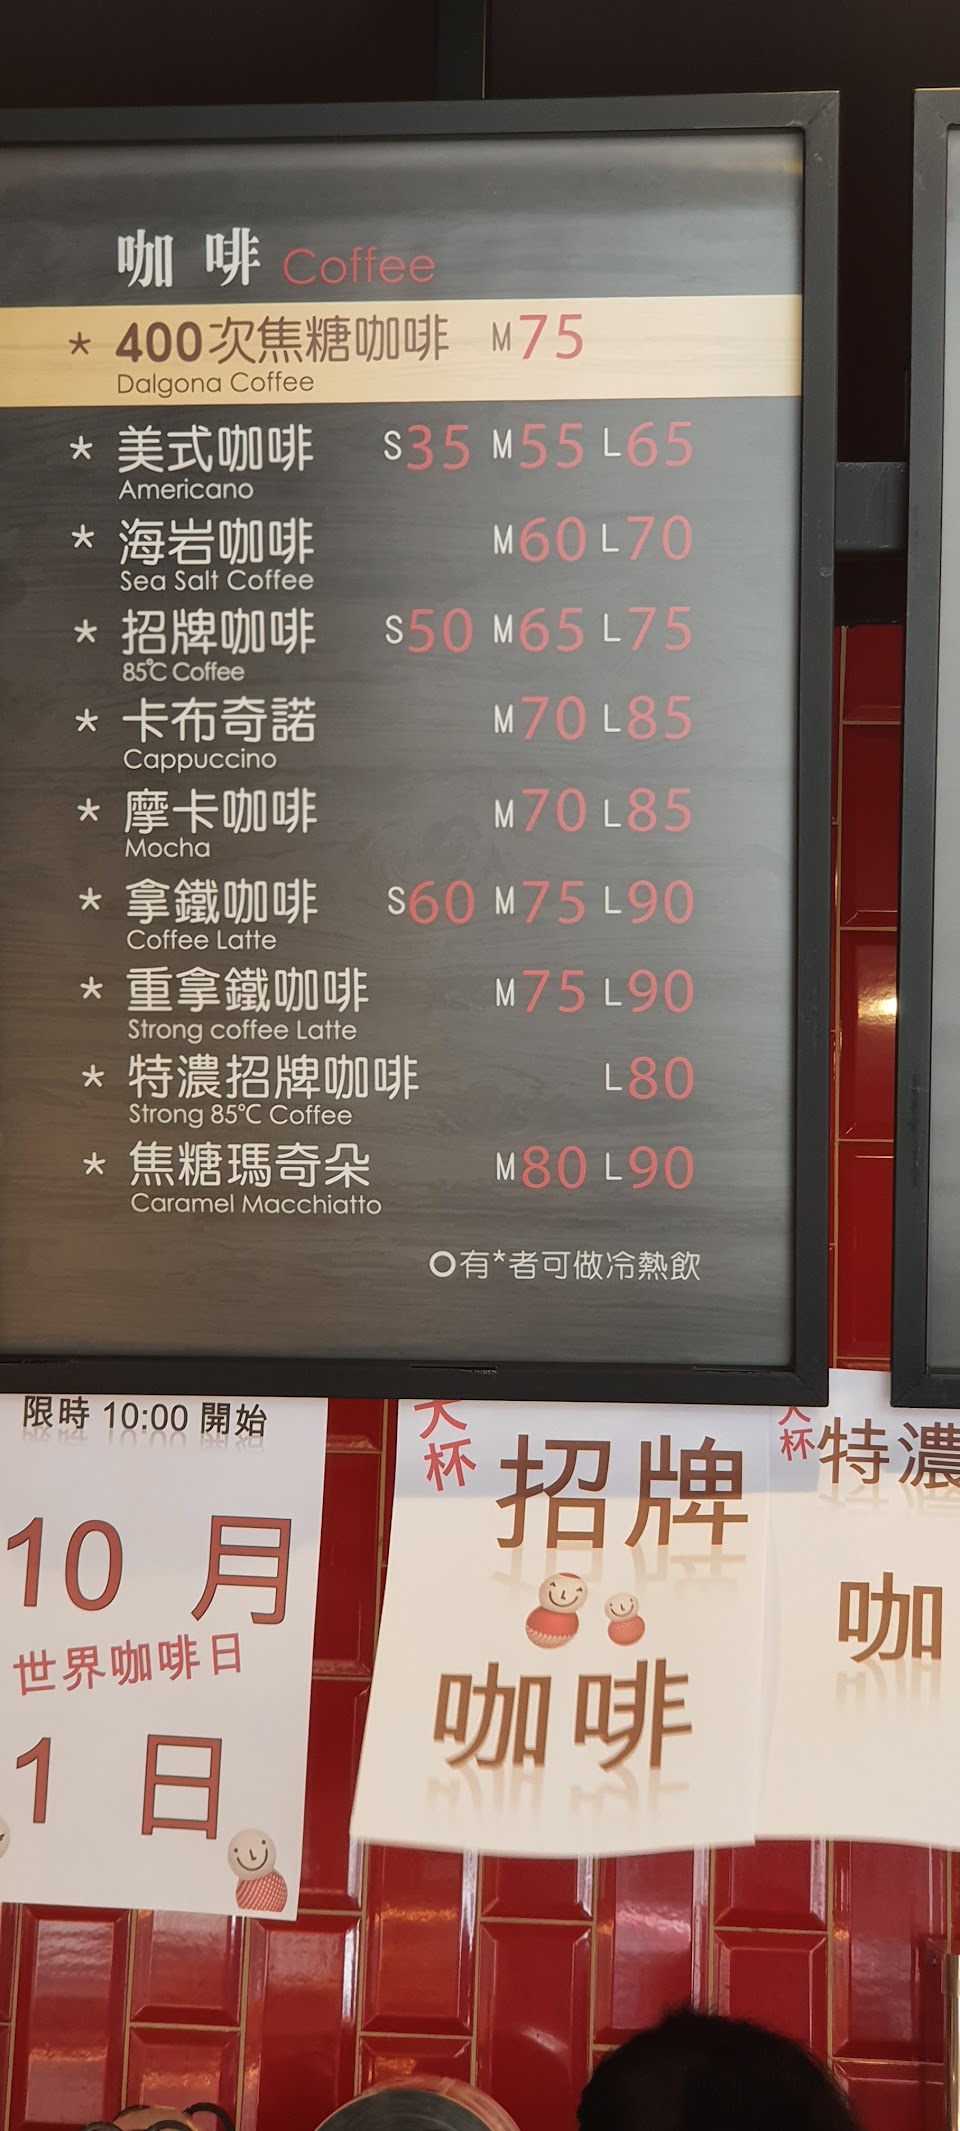 咖啡 Coffee
* 400次焦糖咖啡 M75
Dalgona Coffee
* 美式咖啡 S35 M55 L65
Americano
* 海岩咖啡 M60 L70
Sea Salt Coffee
* 招牌咖啡 S50 M65 L75
85℃ Coffee
* 卡布奇諾 M70 L85
Cappuccino
* 摩卡咖啡 M70 L85
Mocha
* 拿鐵咖啡 S60 M75 L90
Coffee Latte
* 重拿鐵咖啡 M75 L90
Strong coffee Latte
* 特濃招牌咖啡 L80
Strong 85℃ Coffee
* 焦糖瑪奇朵 M80 L90
Caramel Macchiatto
○有*者可做冷熱飲
限時 10:00 開始
10 月
世界咖啡日
1 日
大杯
招牌
咖啡
大杯
特濃
咖